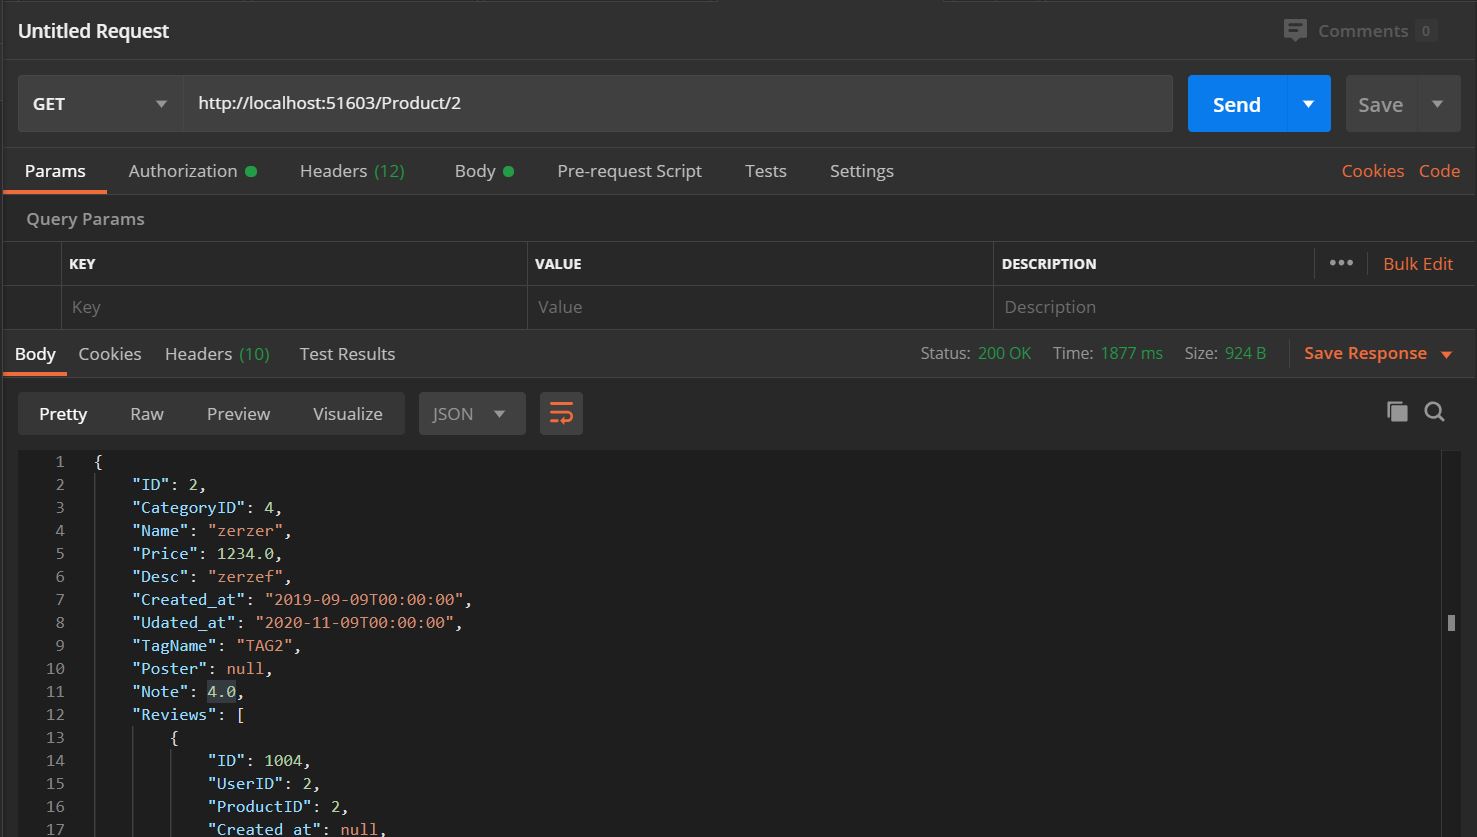 Untitled Request
Comments 0
GET http://localhost:51603/Product/2 Send Save
Params Authorization Headers (12) Body Pre-request Script Tests Settings Cookies Code
Query Params
KEY VALUE DESCRIPTION ••• Bulk Edit
Key Value Description
Body Cookies Headers (10) Test Results Status: 200 OK Time: 1877 ms Size: 924 B Save Response
Pretty Raw Preview Visualize JSON
1 {
2 "ID": 2,
3 "CategoryID": 4,
4 "Name": "zerzer",
5 "Price": 1234.0,
6 "Desc": "zerzef",
7 "Created_at": "2019-09-09T00:00:00",
8 "Udated_at": "2020-11-09T00:00:00",
9 "TagName": "TAG2",
10 "Poster": null,
11 "Note": 4.0,
12 "Reviews": [
13 {
14 "ID": 1004,
15 "UserID": 2,
16 "ProductID": 2,
17 "Created_at": null,